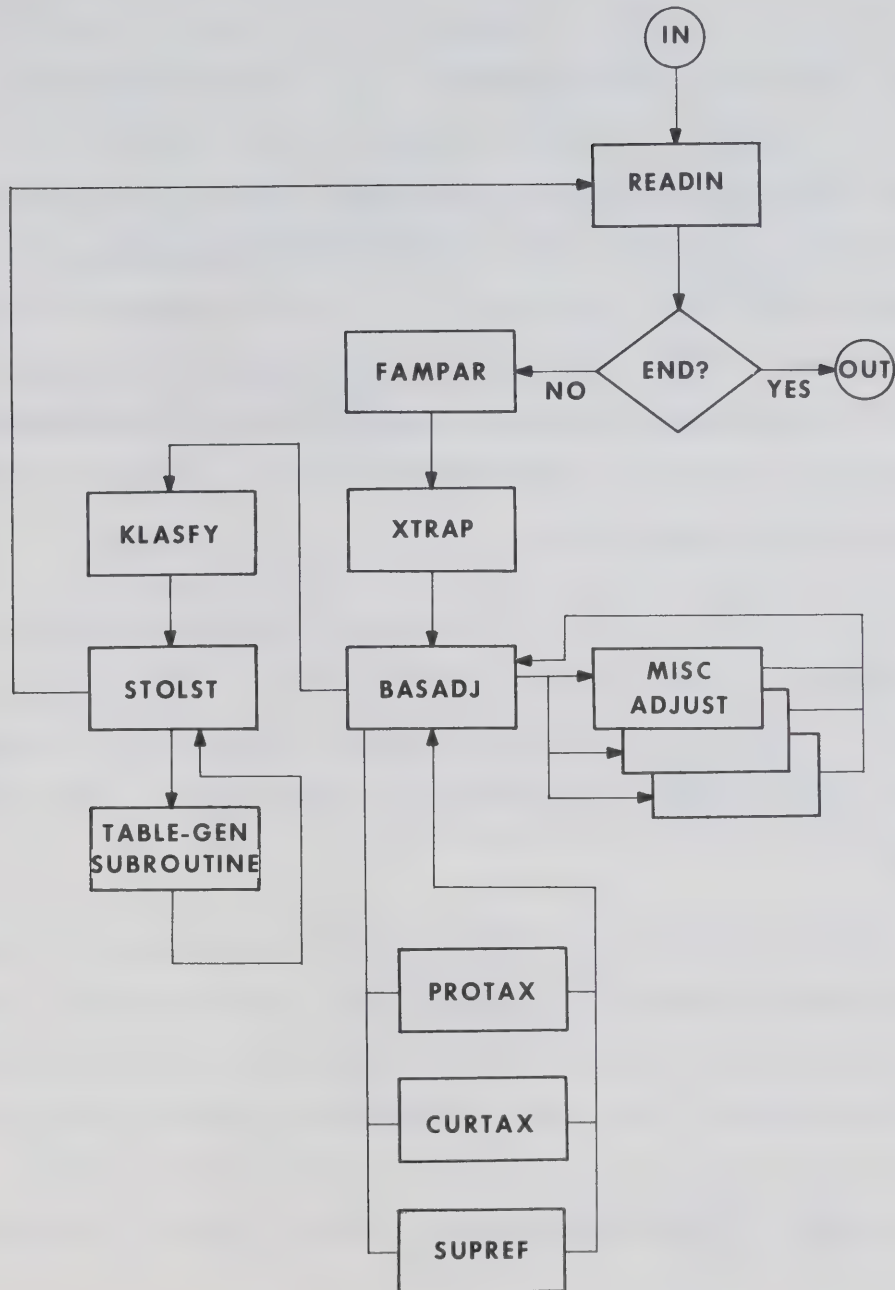 IN
READIN
END?
NO
YES
OUT
FAMPAR
XTRAP
KLASFY
STOLST
BASADJ
MISC
ADJUST
TABLE-GEN
SUBROUTINE
PROTAX
CURTAX
SUPREF